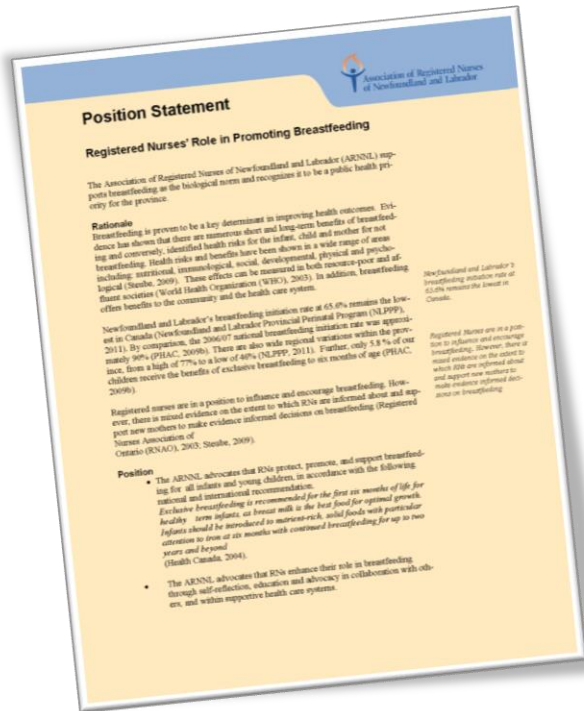 Association of Registered Nurses
of Newfoundland and Labrador
Position Statement
Registered Nurses' Role in Promoting Breastfeeding
The Association of Registered Nurses of Newfoundland and Labrador (ARNNL) sup-
ports breastfeeding as the biological norm and recognizes it to be a public health pri-
ority for the province.
Rationale
Breastfeeding is proven to be a key determinant in improving health outcomes. Evi-
dence has shown that there are numerous short and long-term benefits of breastfeed-
ing and conversely, identified health risks for the infant, child and mother for not
breastfeeding. Health risks and benefits have been shown in a wide range of areas
including: nutritional, immunological, social, developmental, physical and psycho-
logical (Steube, 2009). These effects can be measured in both resource-poor and af-
fluent societies (World Health Organization (WHO), 2003). In addition, breastfeeding
offers benefits to the community and the health care system.
Newfoundland and Labrador's breastfeeding initiation rate at 65.6% remains the low-
est in Canada (Newfoundland and Labrador Provincial Perinatal Program (NLPPP),
2011). By comparison, the 2006/07 national breastfeeding initiation rate was approxi-
mately 90% (PHAC, 2009b). There are also wide regional variations within the prov-
ince, from a high of 77% to a low of 46% (NLPPP, 2011). Further, only 5.8 % of our
children receive the benefits of exclusive breastfeeding to six months of age (PHAC,
2009b).
Registered nurses are in a position to influence and encourage breastfeeding. How-
ever, there is mixed evidence on the extent to which RNs are informed about and sup-
port new mothers to make evidence informed decisions on breastfeeding (Registered
Nurses Association of
Ontario (RNAO), 2003; Steube, 2009).
Newfoundland and Labrador's
breastfeeding initiation rate at
65.6% remains the lowest in
Canada.
Registered Nurses are in a posi-
tion to influence and encourage
breastfeeding. However, there is
mixed evidence on the extent to
which RNs are informed about
and support new mothers to
make evidence informed deci-
sions on breastfeeding
Position
• The ARNNL advocates that RNs protect, promote, and support breastfeed-
ing for all infants and young children, in accordance with the following
national and international recommendation.
Exclusive breastfeeding is recommended for the first six months of life for
healthy term infants, as breast milk is the best food for optimal growth.
Infants should be introduced to nutrient-rich, solid foods with particular
attention to iron at six months with continued breastfeeding for up to two
years and beyond
(Health Canada, 2004).
• The ARNNL advocates that RNs enhance their role in breastfeeding
through self-reflection, education and advocacy in collaboration with oth-
ers, and within supportive health care systems.